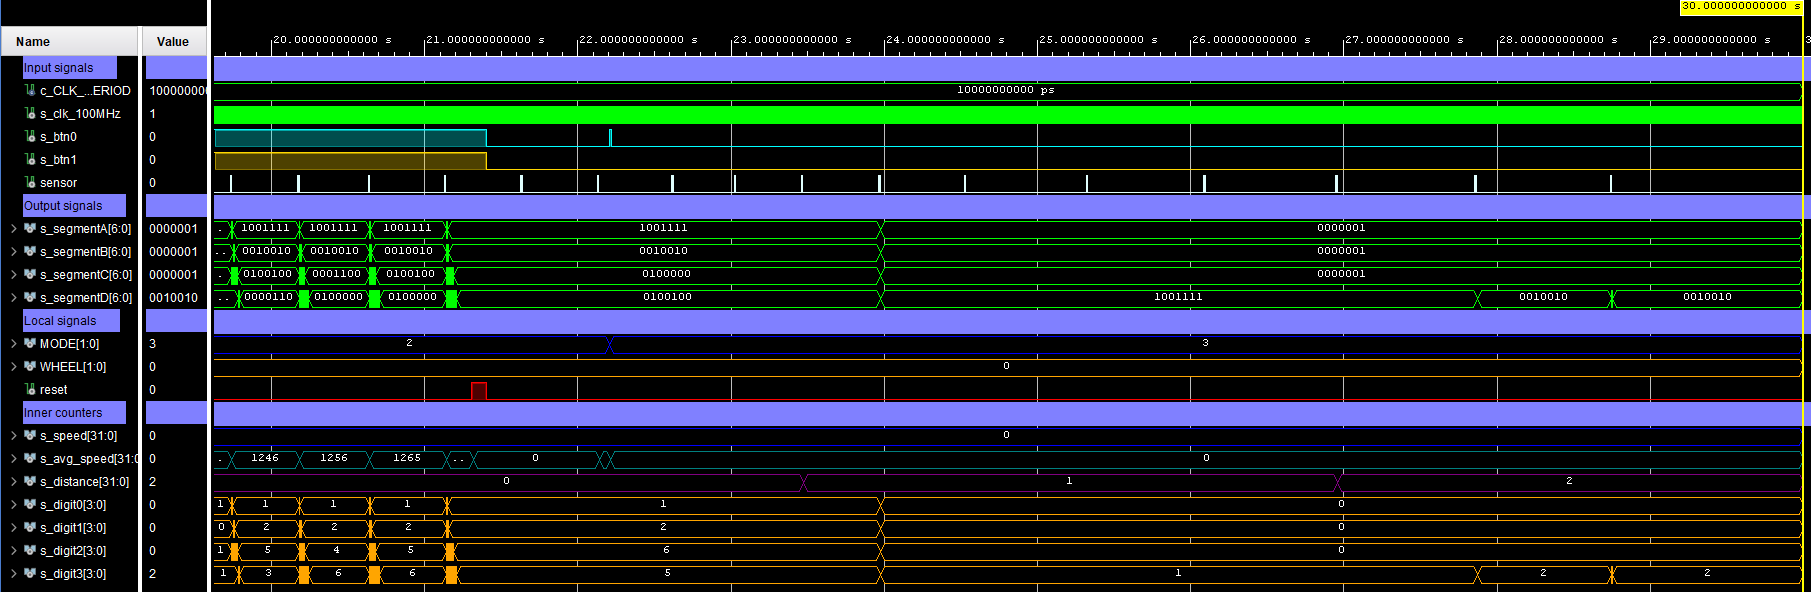 30.000000000000 s
Name Value 20.000000000000 s 21.000000000000 s 22.000000000000 s 23.000000000000 s 24.000000000000 s 25.000000000000 s 26.000000000000 s 27.000000000000 s 28.000000000000 s 29.000000000000 s 3
Input signals
c_CLK_...ERIOD 100000000 10000000000 ps
s_clk_100MHz 1
s_btn0 0
s_btn1 0
sensor 0
Output signals
s_segmentA[6:0] 0000001 . 1001111 1001111 1001111 1001111 0000001
s_segmentB[6:0] 0000001 .. 0010010 0010010 0010010 0010010 0000001
s_segmentC[6:0] 0000001 . 0100100 0001100 0100100 0100000 0000001
s_segmentD[6:0] 0010010 .. 0000110 0100000 0100000 0100100 1001111 0010010 0010010
Local signals
MODE[1:0] 3 2 3
WHEEL[1:0] 0 0
reset 0
Inner counters
s_speed[31:0] 0 0
s_avg_speed[31:0 0 . 1246 1256 1265 .. 0 0
s_distance[31:0] 2 0 1 2
s_digit0[3:0] 0 1 1 1 1 1 0
s_digit1[3:0] 0 0 2 2 2 2 0
s_digit2[3:0] 0 1 5 4 5 6 0
s_digit3[3:0] 2 1 3 6 6 5 1 2 2